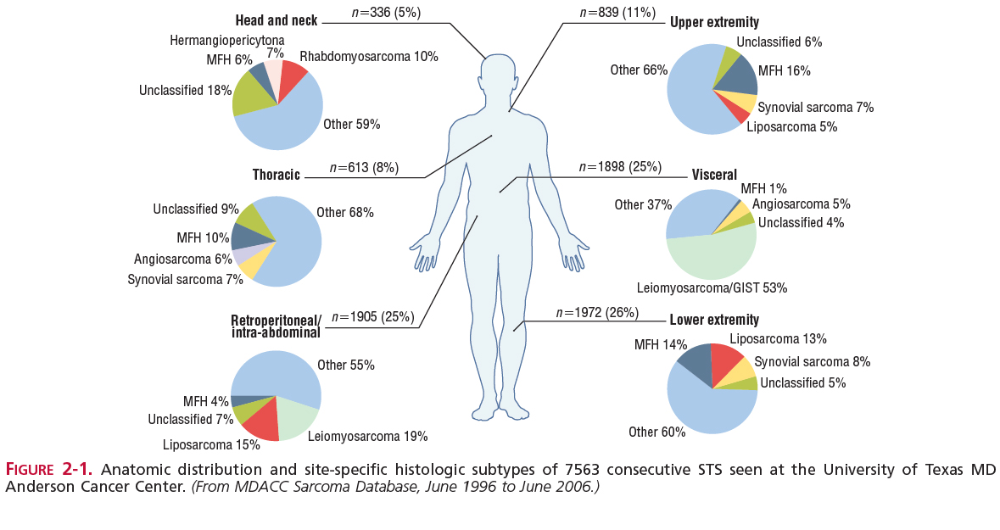 Head and neck
n=336 (5%)
Hermangiopericytona
7%
MFH 6%
Rhabdomyosarcoma 10%
Unclassified 18%
Other 59%
n=839 (11%)
Upper extremity
Unclassified 6%
Other 66%
MFH 16%
Synovial sarcoma 7%
Liposarcoma 5%
Thoracic
n=613 (8%)
Unclassified 9%
Other 68%
MFH 10%
Angiosarcoma 6%
Synovial sarcoma 7%
n=1898 (25%)
Visceral
MFH 1%
Other 37%
Angiosarcoma 5%
Unclassified 4%
Leiomyosarcoma/GIST 53%
Retroperitoneal/
intra-abdominal
n=1905 (25%)
Other 55%
MFH 4%
Unclassified 7%
Liposarcoma 15%
Leiomyosarcoma 19%
n=1972 (26%)
Lower extremity
MFH 14%
Liposarcoma 13%
Synovial sarcoma 8%
Unclassified 5%
Other 60%
FIGURE 2-1. Anatomic distribution and site-specific histologic subtypes of 7563 consecutive STS seen at the University of Texas MD
Anderson Cancer Center. (From MDACC Sarcoma Database, June 1996 to June 2006.)